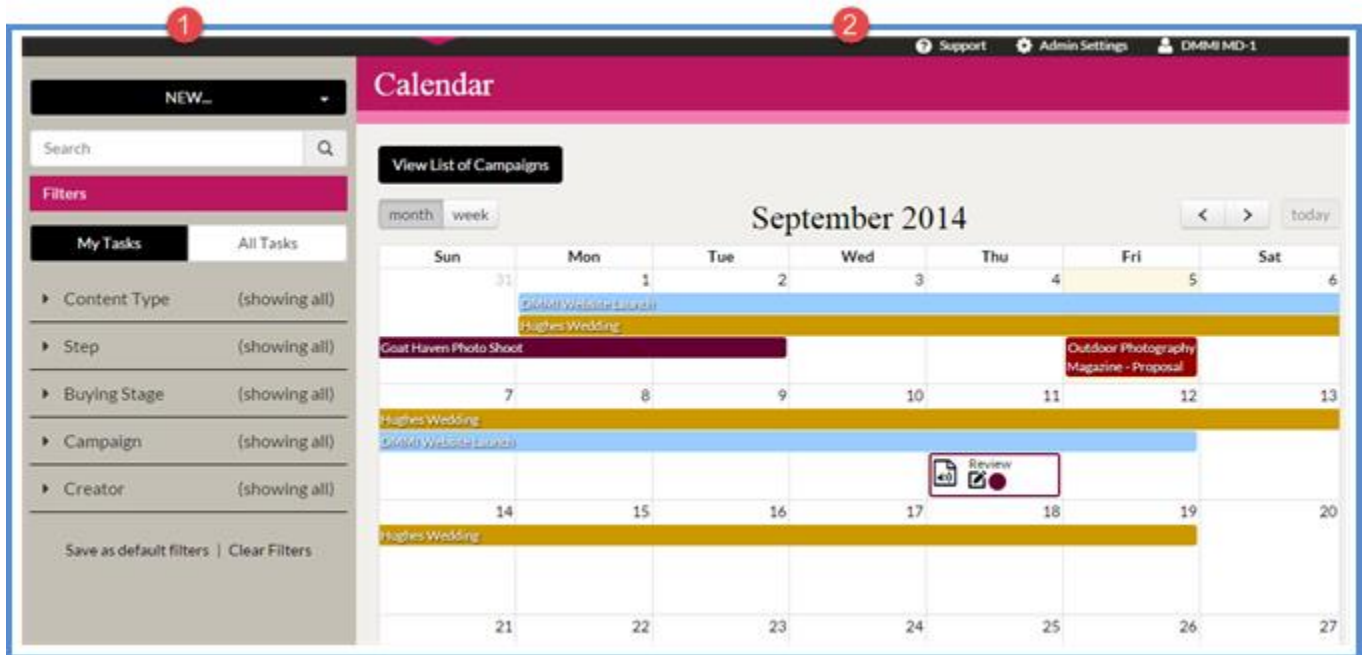 1
2
Support Admin Settings DMMI MD-1
NEW...
Search
Filters
My Tasks All Tasks
Content Type (showing all)
Step (showing all)
Buying Stage (showing all)
Campaign (showing all)
Creator (showing all)
Save as default filters | Clear Filters
Calendar
View List of Campaigns
month week September 2014 < > today
Sun Mon Tue Wed Thu Fri Sat
31 1 2 3 4 5 6
DMMI Website Launch
Hughes Wedding
Goat Haven Photo Shoot
Outdoor Photography
Magazine - Proposal
7 8 9 10 11 12 13
Hughes Wedding
DMMI Website Launch
Review
14 15 16 17 18 19 20
Hughes Wedding
21 22 23 24 25 26 27